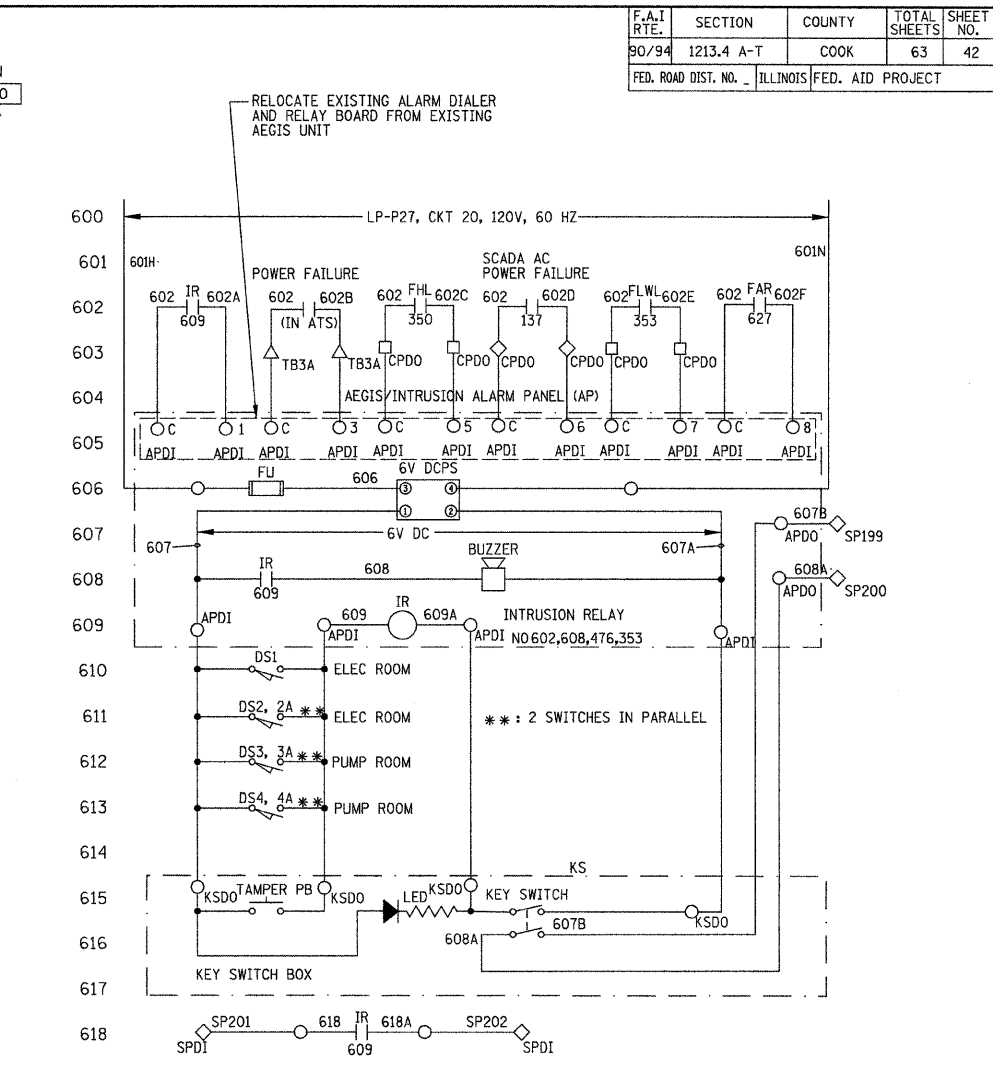 F.A.I RTE. SECTION COUNTY TOTAL SHEETS SHEET NO.
90/94 1213.4 A-T COOK 63 42
FED. ROAD DIST. NO. _ ILLINOIS FED. AID PROJECT
RELOCATE EXISTING ALARM DIALER
AND RELAY BOARD FROM EXISTING
AEGIS UNIT
600 LP-P27, CKT 20, 120V, 60 HZ
601 601H 601N
POWER FAILURE
SCADA AC
POWER FAILURE
602 602 IR 602A 602 602B 602 FHL 602C 602 602D 602 FLWL 602E 602 FAR 602F
609 (IN ATS) 350 137 353 627
603 TB3A TB3A CPDO CPDO CPDO CPDO CPDO CPDO
604 AEGIS/INTRUSION ALARM PANEL (AP)
605 C 1 C 3 C 5 C 6 C 7 C 8
APDI APDI APDI APDI APDI APDI APDI APDI APDI APDI APDI APDI
606 FU 606 6V DCPS
3 4
1 2
607 607 6V DC 607A 607B
APDO SP199
608 IR 608 BUZZER 608A
609 APDO SP200
609 APDI 609 IR 609A INTRUSION RELAY
APDI APDI NO602,608,476,353 APDI
610 DS1 ELEC ROOM
611 DS2, 2A ** ELEC ROOM **: 2 SWITCHES IN PARALLEL
612 DS3, 3A ** PUMP ROOM
613 DS4, 4A ** PUMP ROOM
614
KS
615 KSDO TAMPER PB KSDO LED KSDO KEY SWITCH
607B KSDO
616 608A
KEY SWITCH BOX
617
618 SP201 618 IR 618A SP202
SPDI 609 SPDI